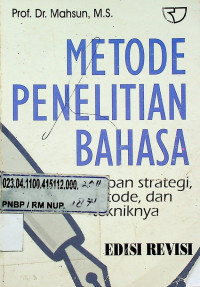 Prof. Dr. Mahsun, M.S.
METODE
PENELITIAN
BAHASA
pan strategi,
023.04.1100.415112.000,
tode, dan
PNBP / RM NUP.
tekniknya
EDISI REVISI